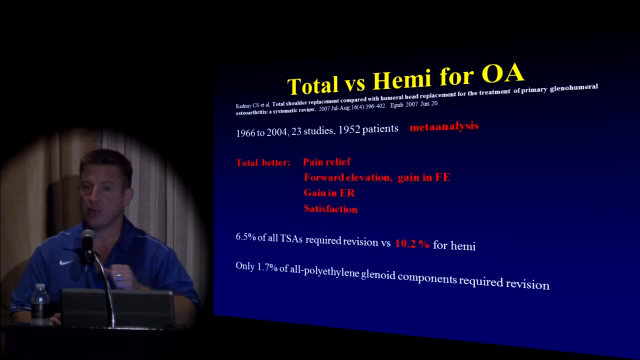 Total vs Hemi for OA
Radnay CS et al. Total shoulder replacement compared with humeral head replacement for the treatment of primary glenohumeral
osteoarthritis: a systematic review. 2007 Jul-Aug;16(4):396-402. Epub 2007 Jun 20.
1966 to 2004, 23 studies, 1952 patients metaanalysis
Total better: Pain relief
Forward elevation, gain in FE
Gain in ER
Satisfaction
6.5% of all TSAs required revision vs 10.2 % for hemi
Only 1.7% of all-polyethylene glenoid components required revision